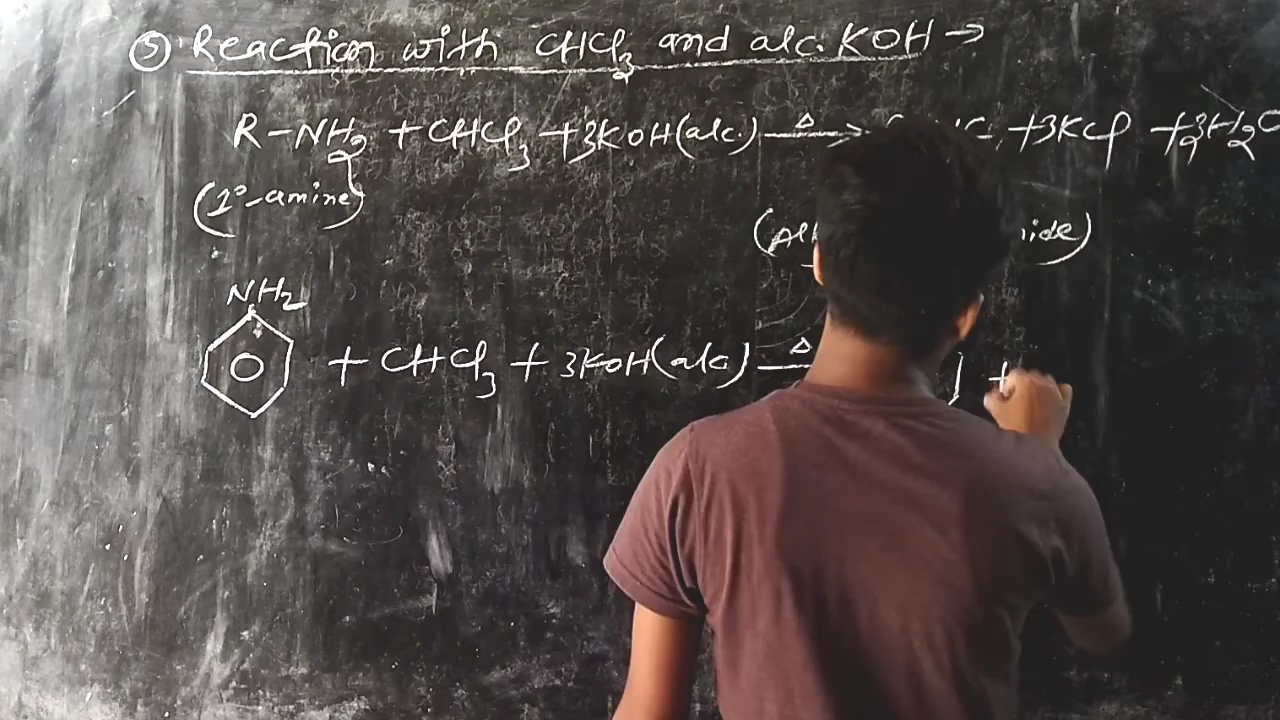 ⑤ Reaction with CHCl₃ and alc. KOH →
R-NH₂ + CHCl₃ + 3KOH(alc.) —Δ→ + 3KCl + 3H₂O
(1°-amine)
NH₂
+ CHCl₃ + 3KOH(alc) —Δ +